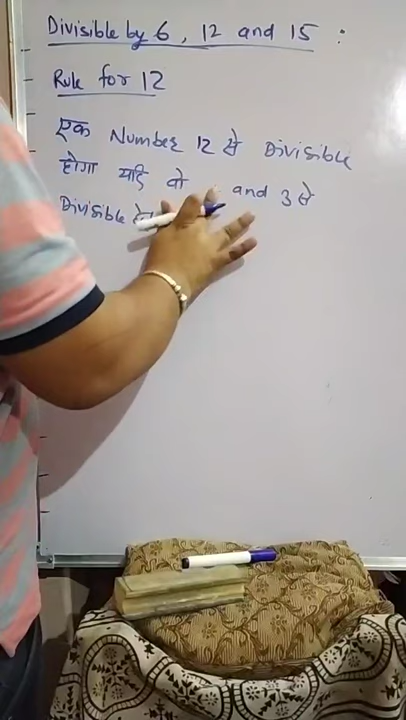 Divisible by 6, 12 and 15 :
Rule for 12
एक Number 12 से Divisible
होगा यदि वो and 3 से
Divisible